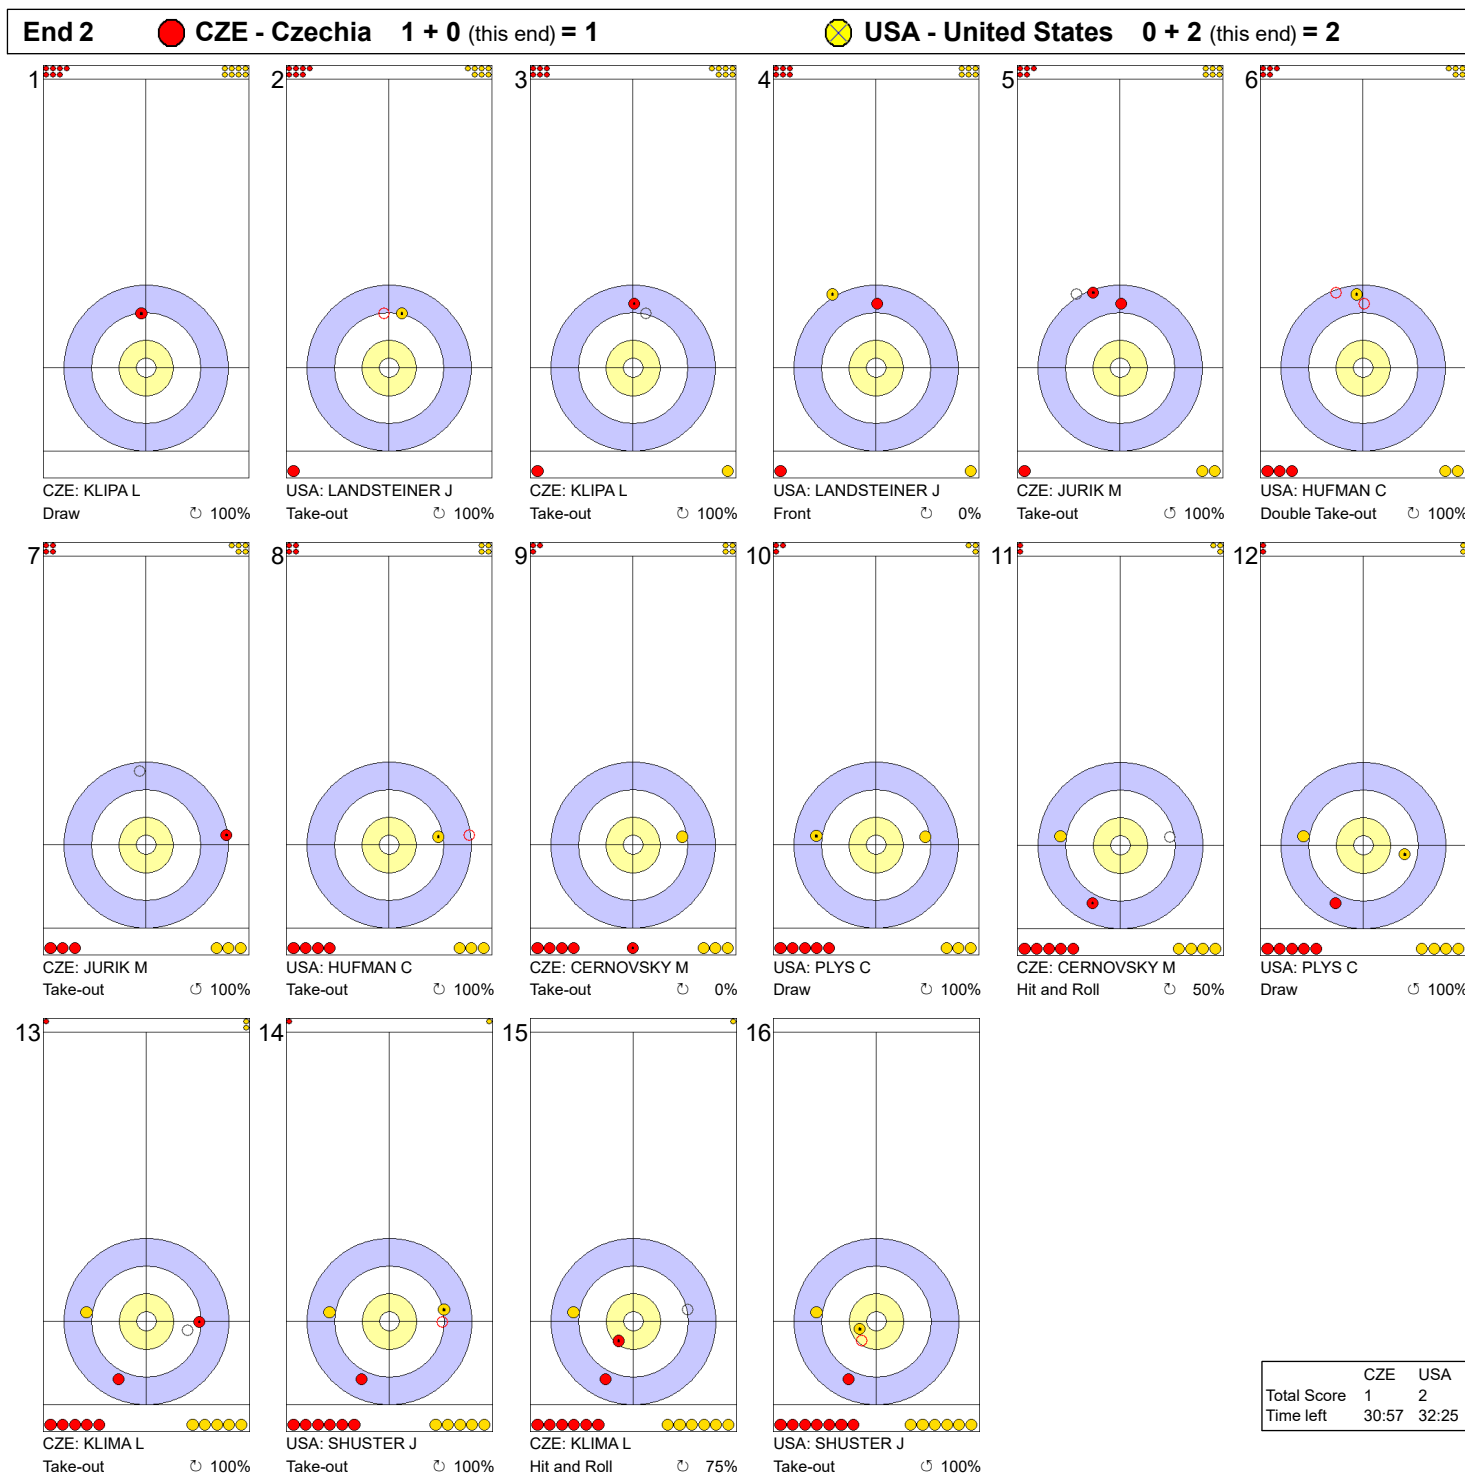 End 2 CZE - Czechia 1 + 0 (this end) = 1 USA - United States 0 + 2 (this end) = 2
1 2 3 4 5 6
CZE: KLIPA L USA: LANDSTEINER J CZE: KLIPA L USA: LANDSTEINER J CZE: JURIK M USA: HUFMAN C
Draw ↻ 100% Take-out ↻ 100% Take-out ↻ 100% Front ↻ 0% Take-out ↺ 100% Double Take-out ↻ 100%
7 8 9 10 11 12
CZE: JURIK M USA: HUFMAN C CZE: CERNOVSKY M USA: PLYS C CZE: CERNOVSKY M USA: PLYS C
Take-out ↺ 100% Take-out ↻ 100% Take-out ↻ 0% Draw ↻ 100% Hit and Roll ↻ 50% Draw ↺ 100%
13 14 15 16
CZE: KLIMA L USA: SHUSTER J CZE: KLIMA L USA: SHUSTER J
Take-out ↻ 100% Take-out ↻ 100% Hit and Roll ↻ 75% Take-out ↺ 100%
CZE USA
Total Score 1 2
Time left 30:57 32:25